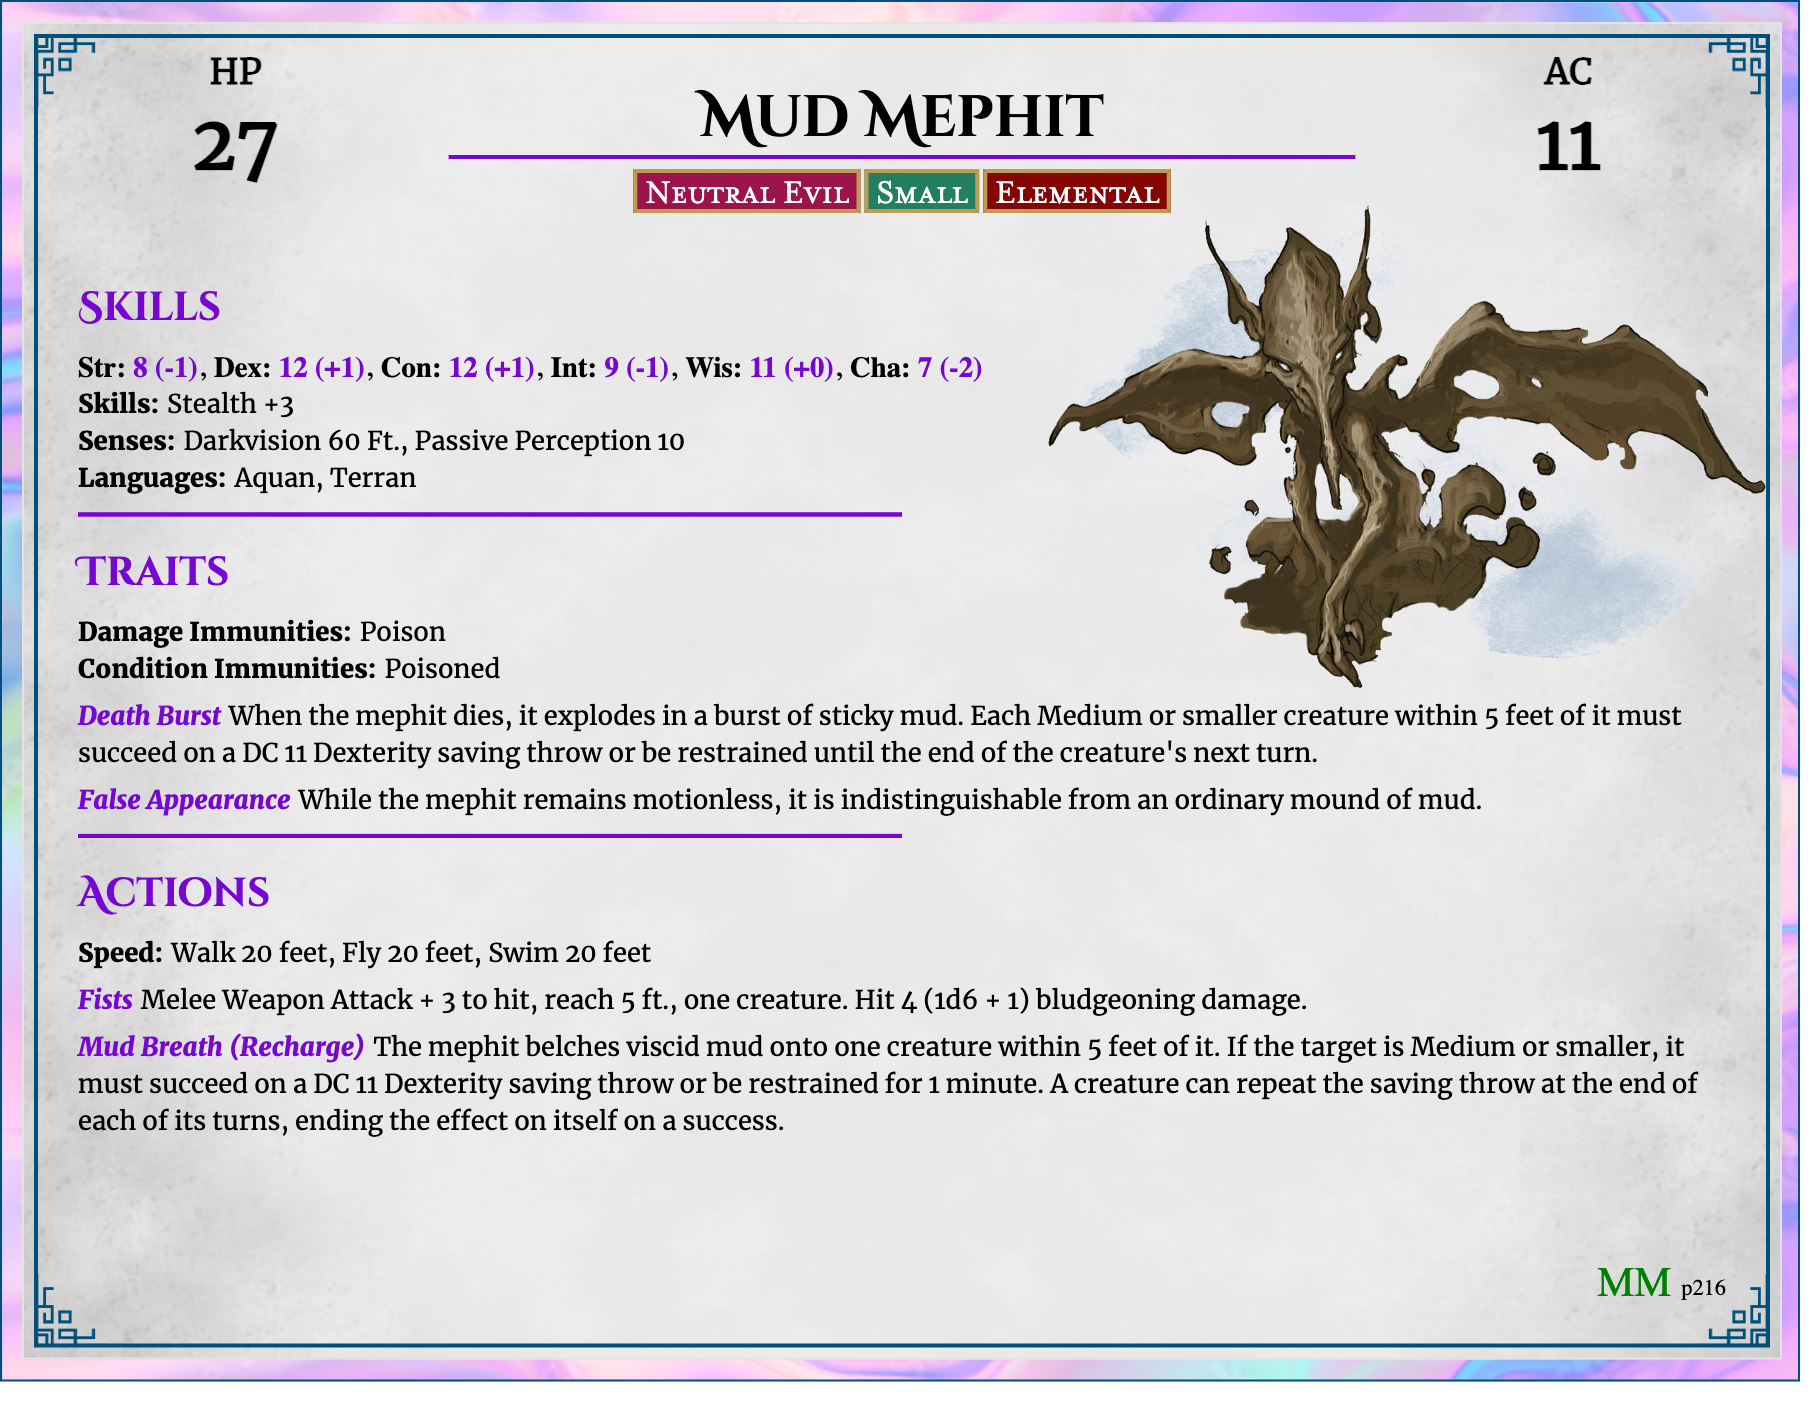 HP
27
Mud Mephit
AC
11
Neutral Evil Small Elemental
Skills
Str: 8 (-1), Dex: 12 (+1), Con: 12 (+1), Int: 9 (-1), Wis: 11 (+0), Cha: 7 (-2)
Skills: Stealth +3
Senses: Darkvision 60 Ft., Passive Perception 10
Languages: Aquan, Terran
Traits
Damage Immunities: Poison
Condition Immunities: Poisoned
Death Burst When the mephit dies, it explodes in a burst of sticky mud. Each Medium or smaller creature within 5 feet of it must
succeed on a DC 11 Dexterity saving throw or be restrained until the end of the creature's next turn.
False Appearance While the mephit remains motionless, it is indistinguishable from an ordinary mound of mud.
Actions
Speed: Walk 20 feet, Fly 20 feet, Swim 20 feet
Fists Melee Weapon Attack + 3 to hit, reach 5 ft., one creature. Hit 4 (1d6 + 1) bludgeoning damage.
Mud Breath (Recharge) The mephit belches viscid mud onto one creature within 5 feet of it. If the target is Medium or smaller, it
must succeed on a DC 11 Dexterity saving throw or be restrained for 1 minute. A creature can repeat the saving throw at the end of
each of its turns, ending the effect on itself on a success.
MM p216